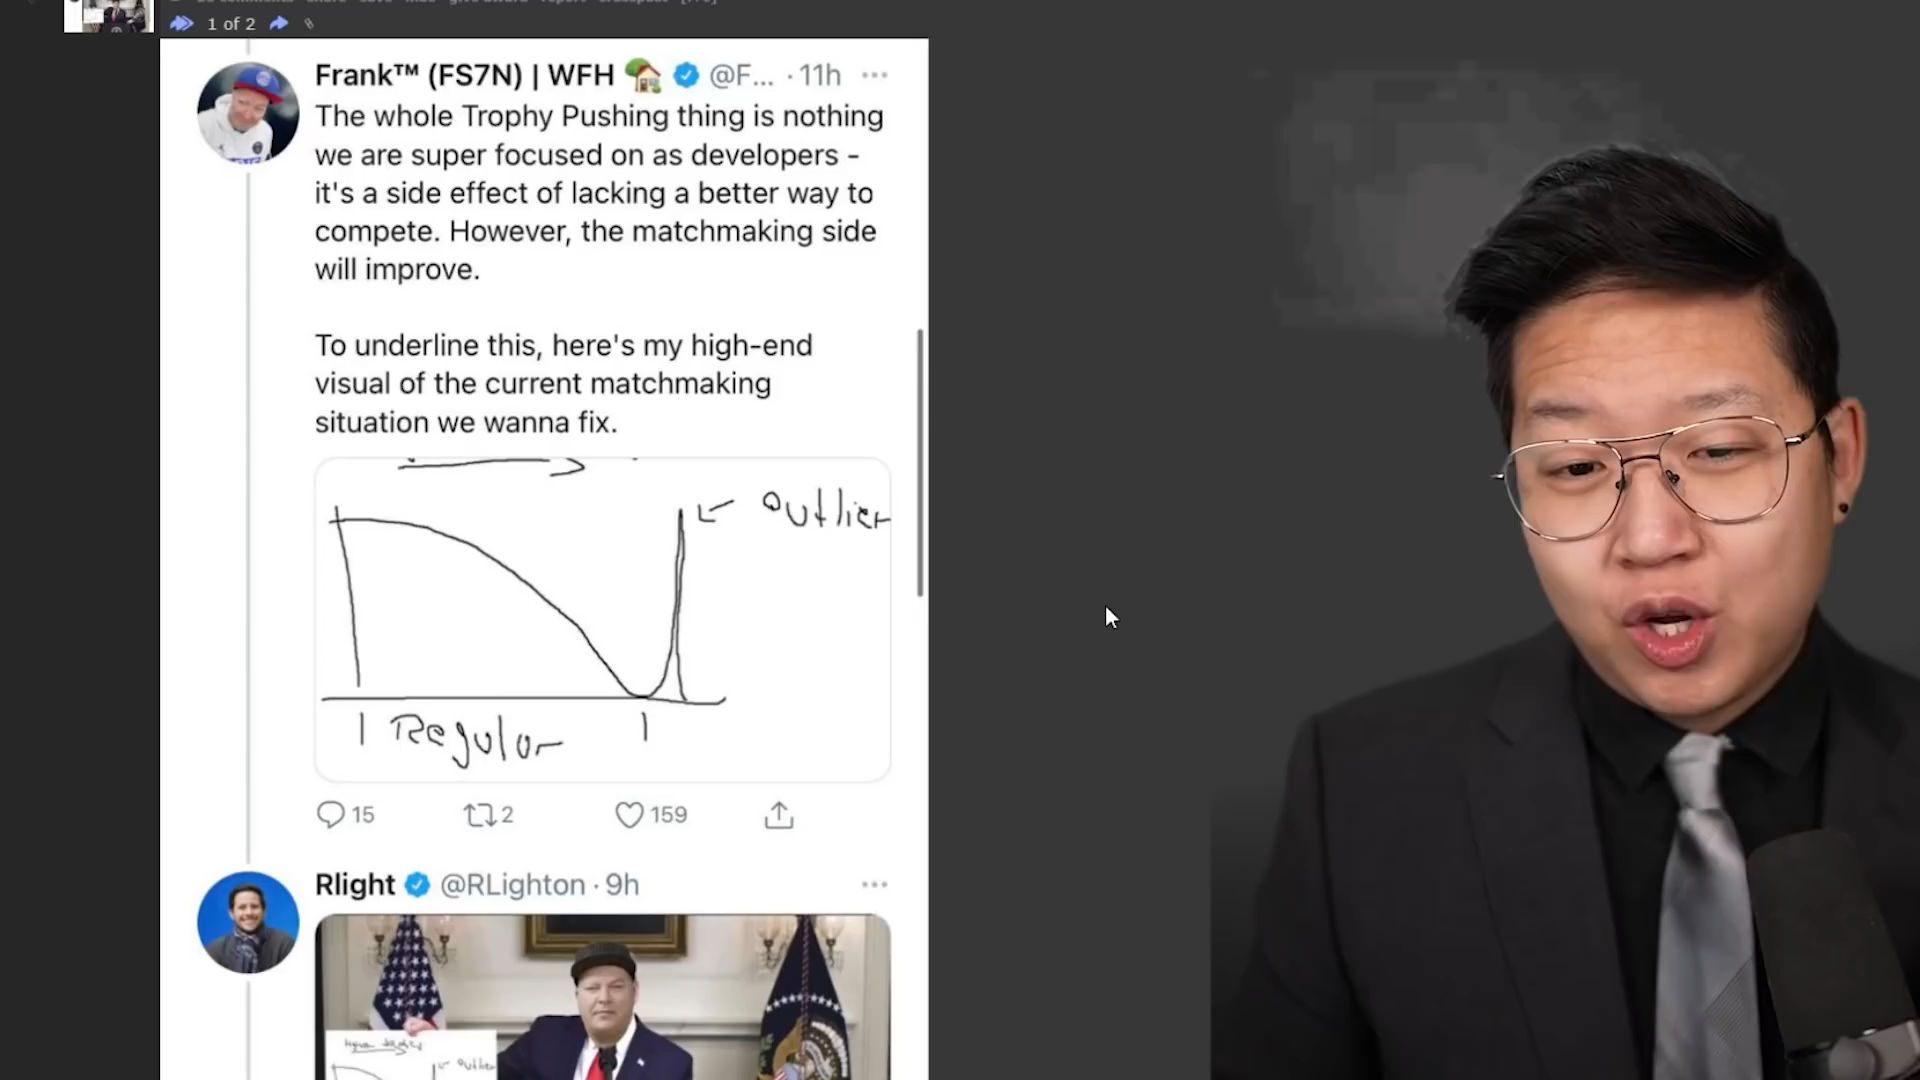 1 of 2
Frank™ (FS7N) | WFH 🏡 @F... · 11h
The whole Trophy Pushing thing is nothing
we are super focused on as developers -
it's a side effect of lacking a better way to
compete. However, the matchmaking side
will improve.
To underline this, here's my high-end
visual of the current matchmaking
situation we wanna fix.
Outlier
| Regular |
15 2 159
Rlight @RLighton · 9h
Outlier